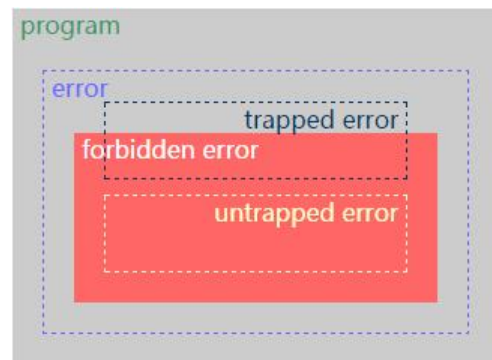 program
error
trapped error
forbidden error
untrapped error